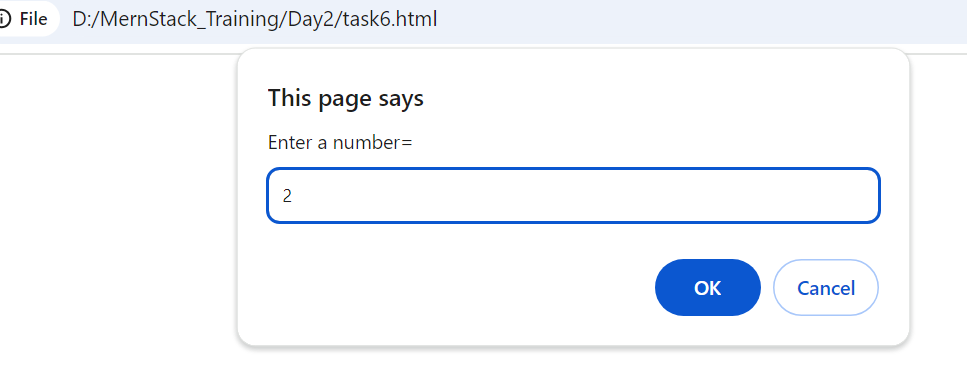 File D:/MernStack_Training/Day2/task6.html
This page says
Enter a number=
2
OK Cancel